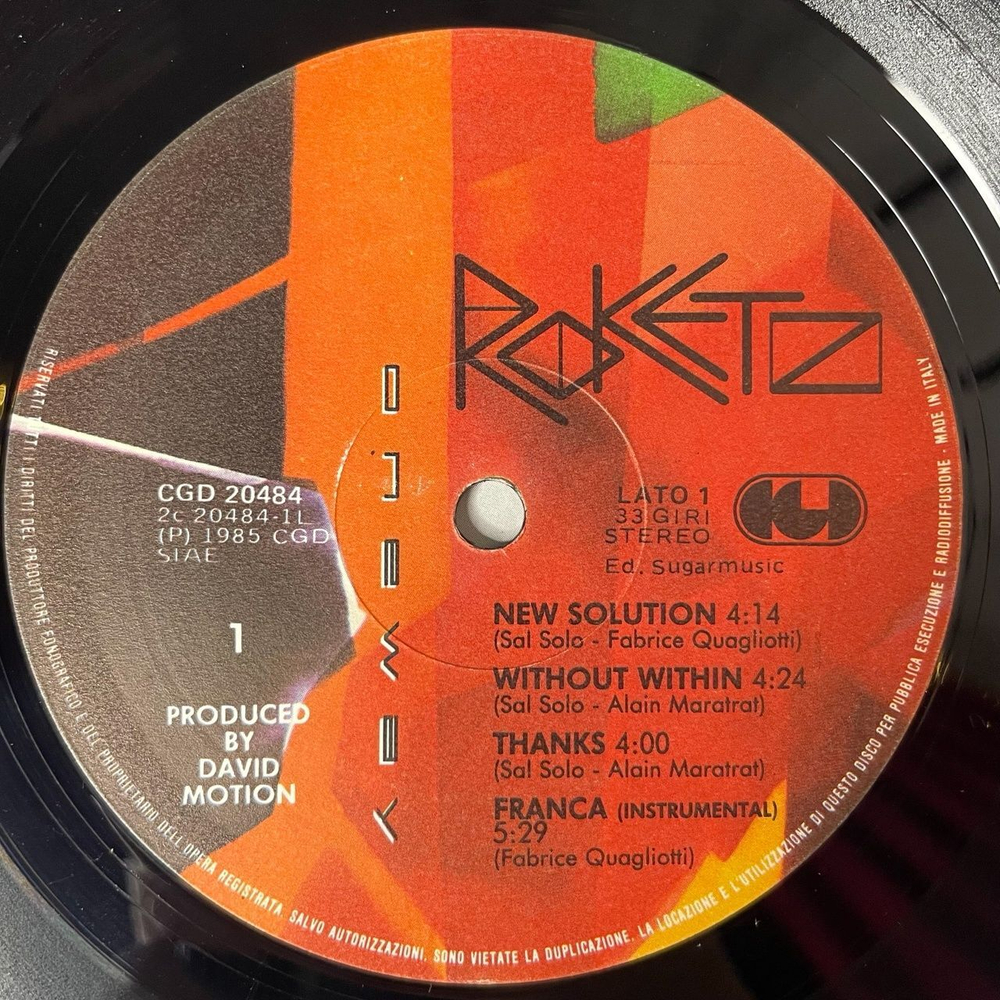 ROKETZ
ONE WAY
CGD 20484
2c 20484-1L
(P) 1985 CGD
SIAE
1
PRODUCED
BY
DAVID
MOTION
LATO 1
33 GIRI
STEREO
Ed. Sugarmusic
NEW SOLUTION 4:14
(Sal Solo - Fabrice Quagliotti)
WITHOUT WITHIN 4:24
(Sal Solo - Alain Maratrat)
THANKS 4:00
(Sal Solo - Alain Maratrat)
FRANCA (INSTRUMENTAL)
5:29
(Fabrice Quagliotti)
RISERVATI TUTTI I DIRITTI DEL PRODUTTORE FONOGRAFICO E DEL PROPRIETARIO DELL'OPERA REGISTRATA. SALVO AUTORIZZAZIONI, SONO VIETATE LA DUPLICAZIONE, LA LOCAZIONE E L'UTILIZZAZIONE DI QUESTO DISCO PER PUBBLICA ESECUZIONE E RADIODIFFUSIONE · MADE IN ITALY